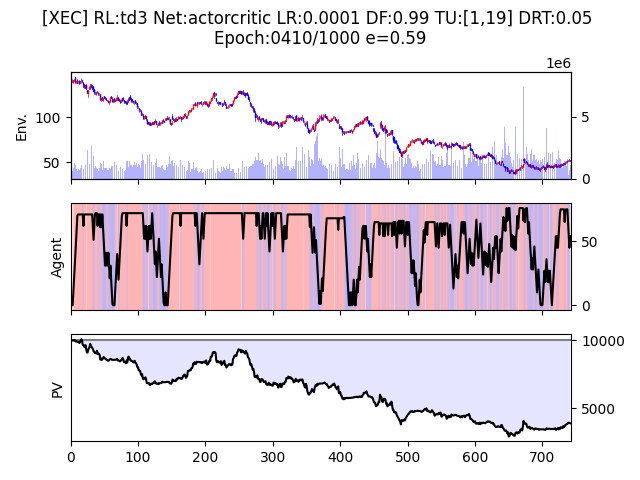 [XEC] RL:td3 Net:actorcritic LR:0.0001 DF:0.99 TU:[1,19] DRT:0.05
Epoch:0410/1000 e=0.59
1e6
Env.
100
50
5
0
Agent
50
0
PV
10000
5000
0 100 200 300 400 500 600 700